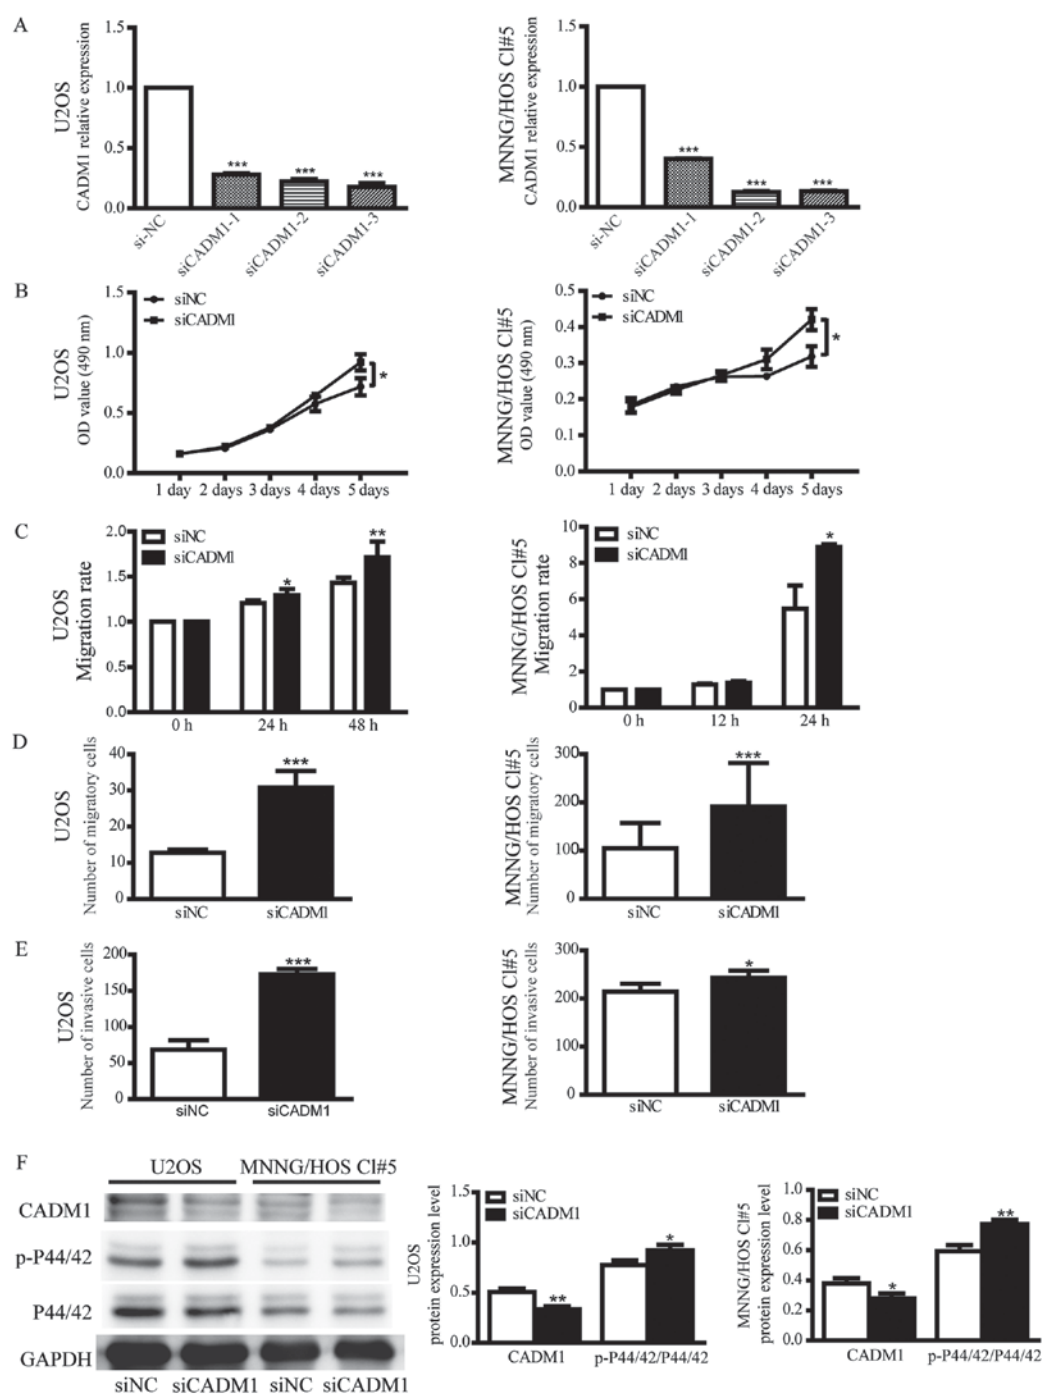 A
U2OS
CADM1 relative expression
1.5
1.0
0.5
0.0
***
***
***
si-NC
siCADM1-1
siCADM1-2
siCADM1-3
MNNG/HOS Cl#5
CADM1 relative expression
1.5
1.0
0.5
0.0
***
***
***
si-NC
siCADM1-1
siCADM1-2
siCADM1-3
B
U2OS
OD value (490 nm)
1.5
1.0
0.5
0.0
siNC
siCADM1
*
1 day 2 days 3 days 4 days 5 days
MNNG/HOS Cl#5
OD value (490 nm)
0.5
0.4
0.3
0.2
0.1
0.0
siNC
siCADM1
*
1 day 2 days 3 days 4 days 5 days
C
U2OS
Migration rate
2.0
1.5
1.0
0.5
0.0
siNC
siCADM1
*
**
0 h 24 h 48 h
MNNG/HOS Cl#5
Migration rate
10
8
6
4
2
0
siNC
siCADM1
*
0 h 12 h 24 h
D
U2OS
Number of migratory cells
40
30
20
10
0
***
siNC siCADM1
MNNG/HOS Cl#5
Number of migratory cells
300
200
100
0
***
siNC siCADM1
E
U2OS
Number of invasive cells
200
150
100
50
0
***
siNC siCADM1
MNNG/HOS Cl#5
Number of invasive cells
300
200
100
0
*
siNC siCADM1
F
U2OS MNNG/HOS Cl#5
CADM1
p-P44/42
P44/42
GAPDH
siNC siCADM1 siNC siCADM1
U2OS
protein expression level
1.5
1.0
0.5
0.0
siNC
siCADM1
**
*
CADM1 p-P44/42/P44/42
MNNG/HOS Cl#5
protein expression level
1.0
0.8
0.6
0.4
0.2
0.0
siNC
siCADM1
*
**
CADM1 p-P44/42/P44/42